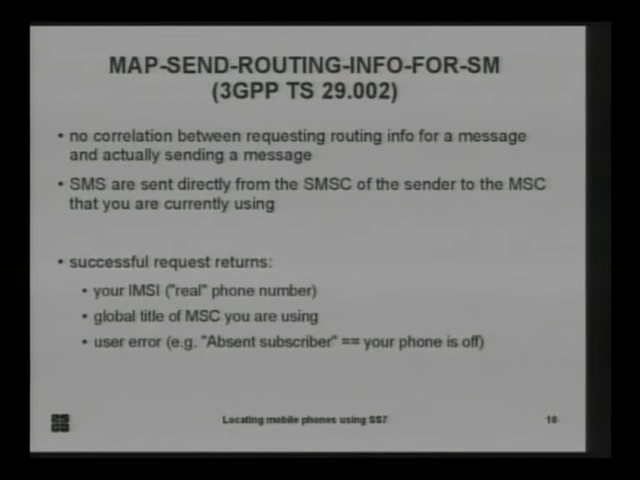 MAP-SEND-ROUTING-INFO-FOR-SM
(3GPP TS 29.002)
• no correlation between requesting routing info for a message
and actually sending a message
• SMS are sent directly from the SMSC of the sender to the MSC
that you are currently using
• successful request returns:
• your IMSI ("real" phone number)
• global title of MSC you are using
• user error (e.g. "Absent subscriber" == your phone is off)
Locating mobile phones using SS7